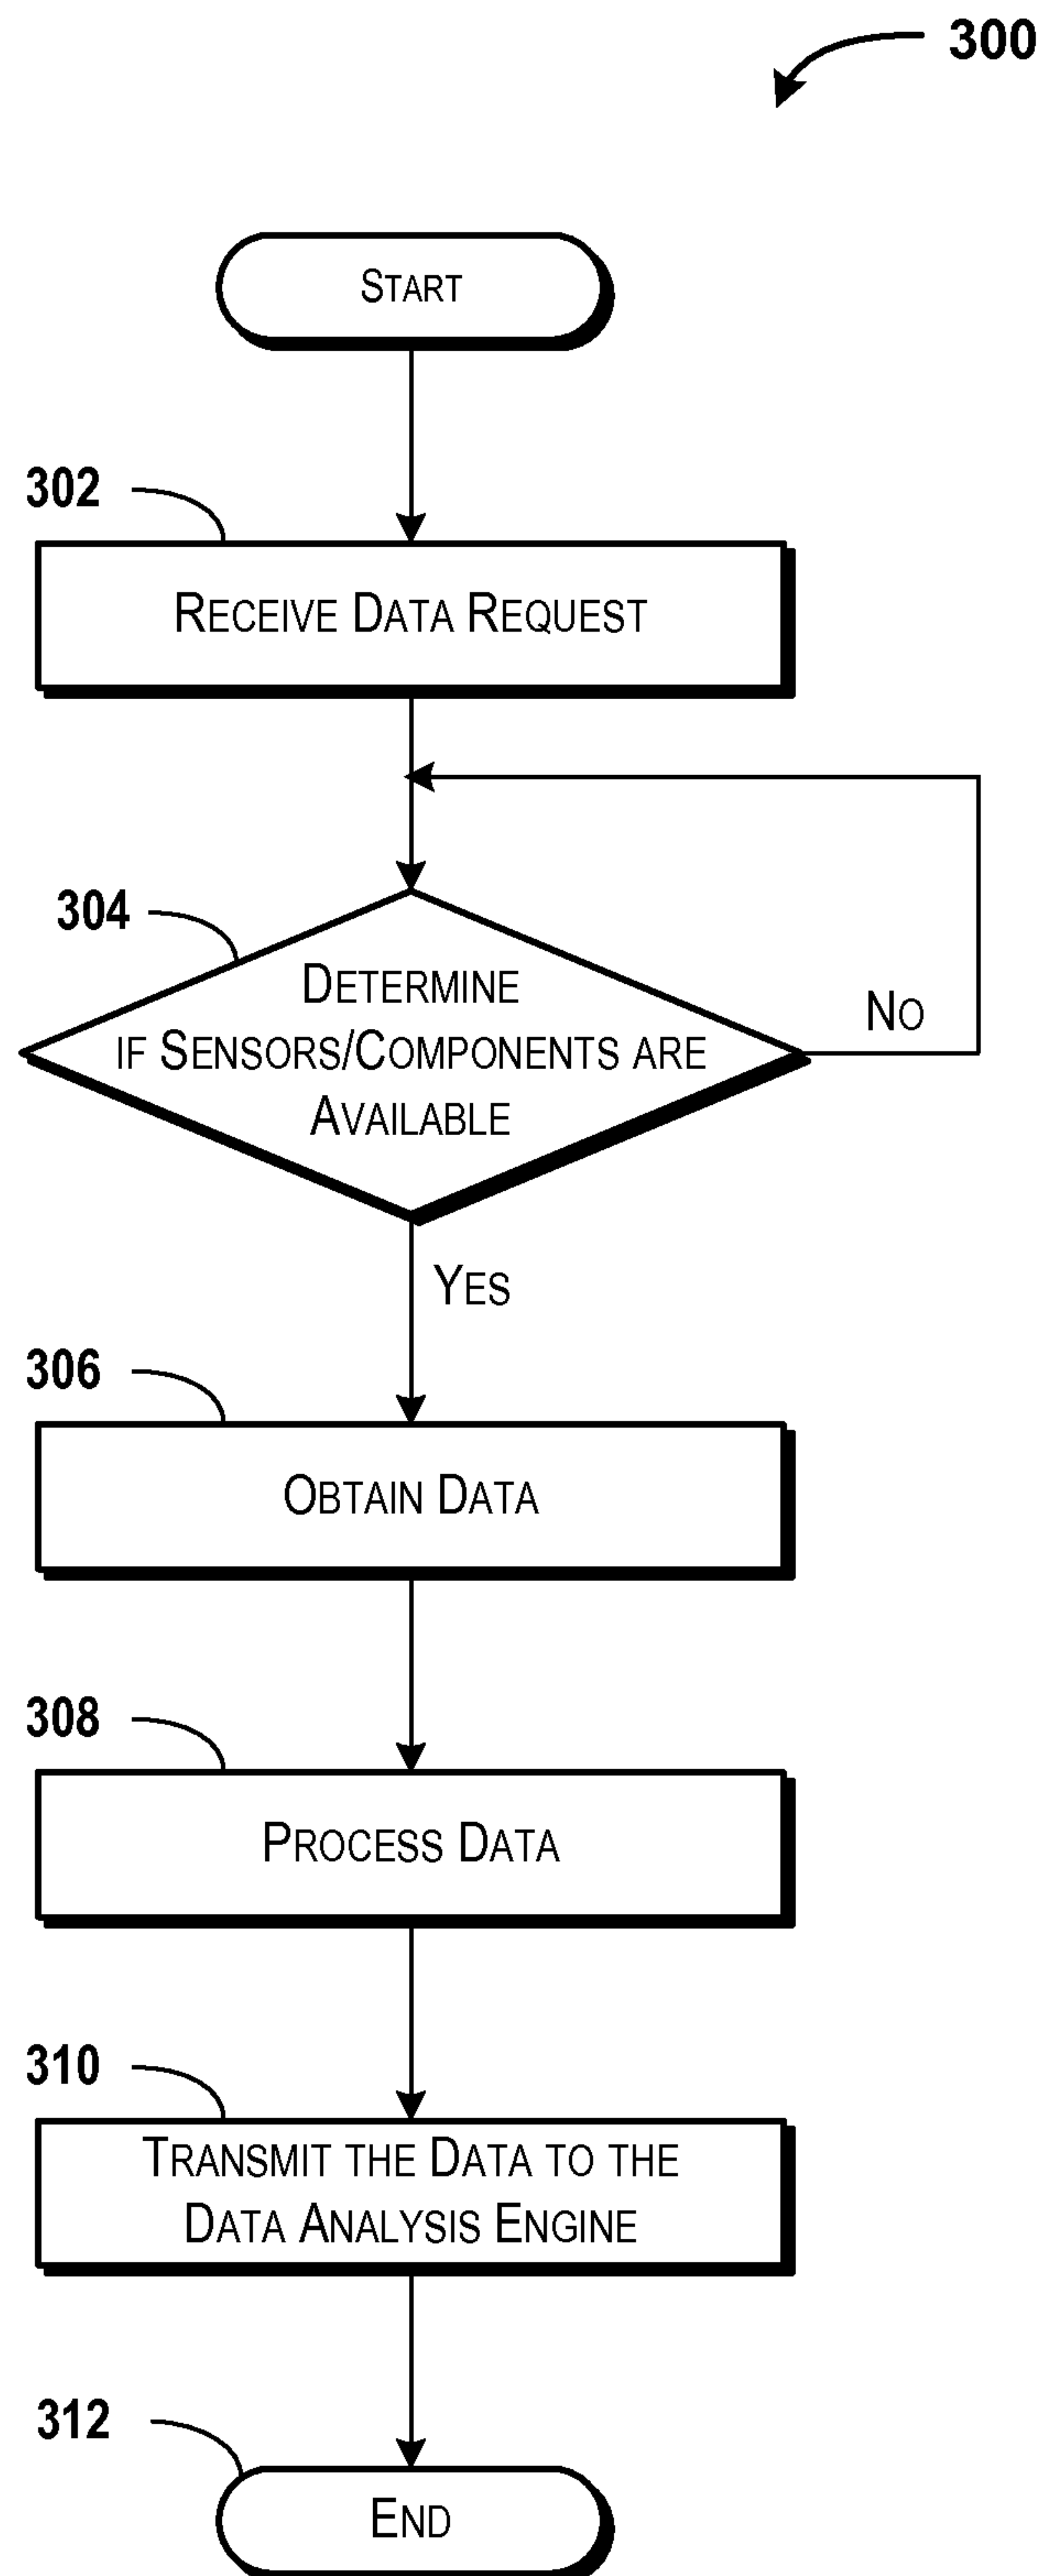 300
START
302
RECEIVE DATA REQUEST
304
DETERMINE
IF SENSORS/COMPONENTS ARE
AVAILABLE
NO
YES
306
OBTAIN DATA
308
PROCESS DATA
310
TRANSMIT THE DATA TO THE
DATA ANALYSIS ENGINE
312
END